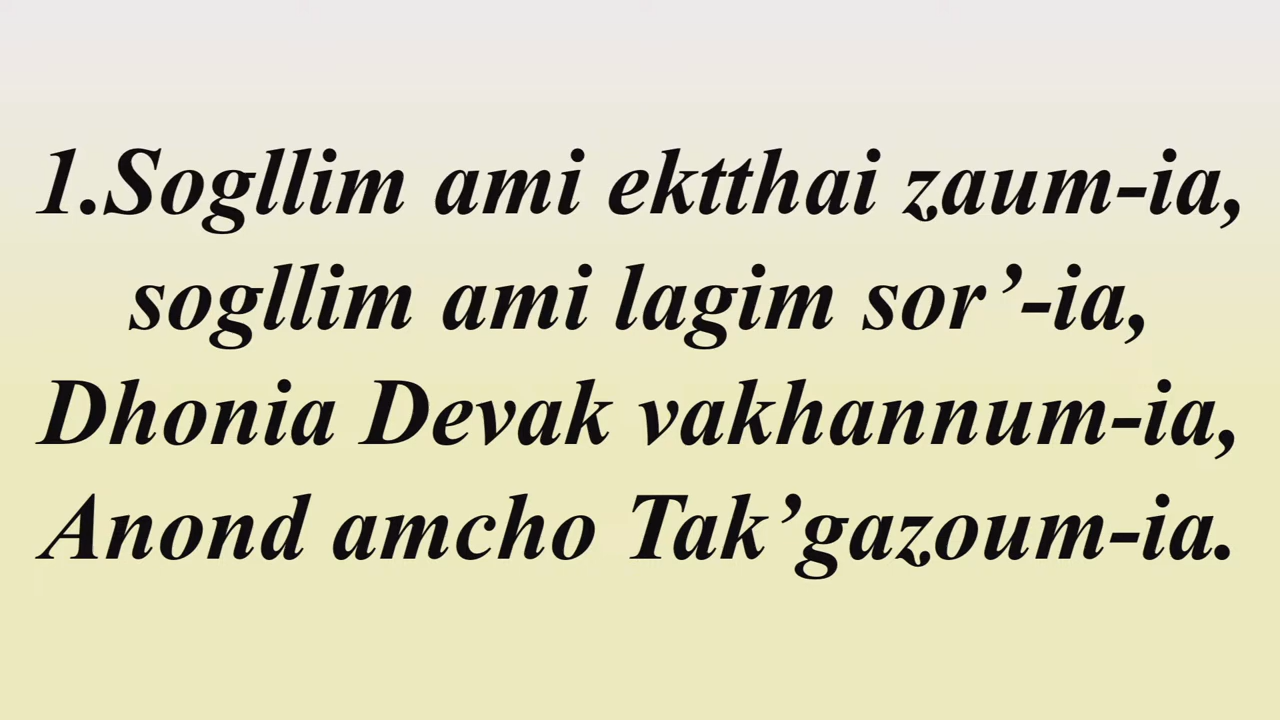 1.Sogllim ami ektthai zaum-ia,
sogllim ami lagim sor’-ia,
Dhonia Devak vakhannum-ia,
Anond amcho Tak’gazoum-ia.